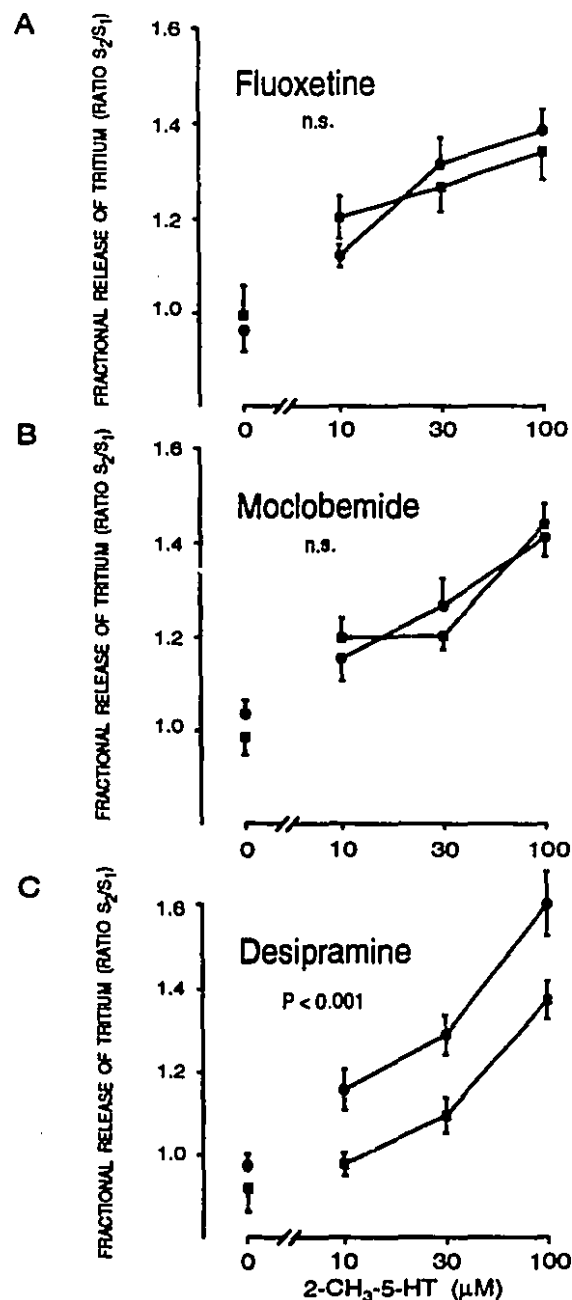 A
FRACTIONAL RELEASE OF TRITIUM (RATIO S₂/S₁)
1.6
1.4
1.2
1.0
Fluoxetine
n.s.
0 10 30 100
B
FRACTIONAL RELEASE OF TRITIUM (RATIO S₂/S₁)
1.6
1.4
1.2
1.0
Moclobemide
n.s.
0 10 30 100
C
FRACTIONAL RELEASE OF TRITIUM (RATIO S₂/S₁)
1.6
1.4
1.2
1.0
Desipramine
P < 0.001
0 10 30 100
2-CH₃-5-HT (μM)